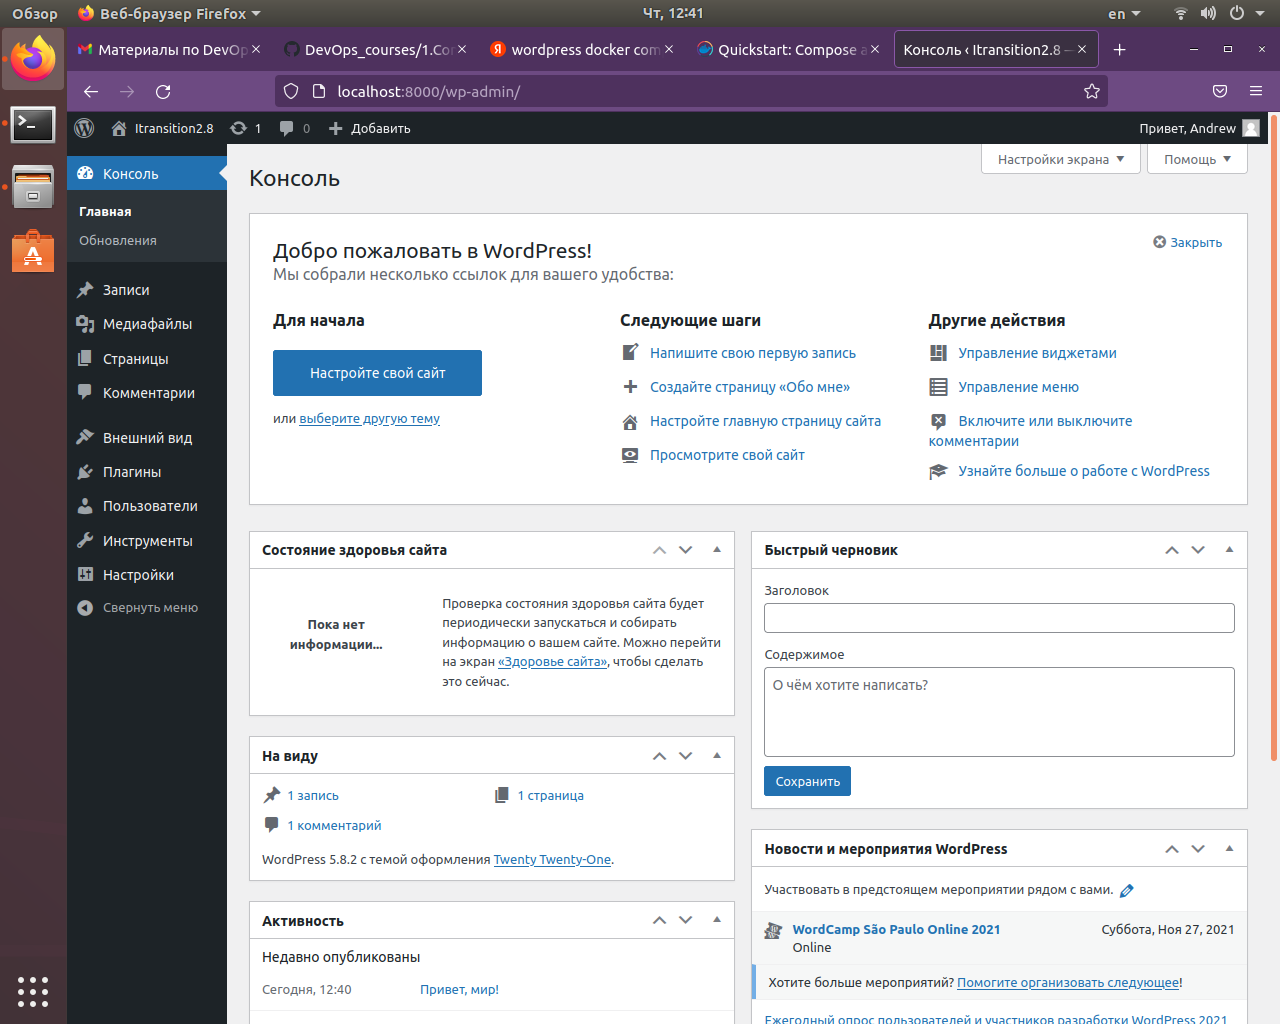 Обзор
Веб-браузер Firefox
Чт, 12:41
en
Материалы по DevOp
DevOps_courses/1.Con
wordpress docker com
Quickstart: Compose a
Консоль ‹ Itransition2.8 —
localhost:8000/wp-admin/
Itransition2.8
1
0
Добавить
Привет, Andrew
Консоль
Главная
Обновления
Записи
Медиафайлы
Страницы
Комментарии
Внешний вид
Плагины
Пользователи
Инструменты
Настройки
Свернуть меню
Настройки экрана
Помощь
Консоль
Добро пожаловать в WordPress!
Закрыть
Мы собрали несколько ссылок для вашего удобства:
Для начала
Настройте свой сайт
или выберите другую тему
Следующие шаги
Напишите свою первую запись
Создайте страницу «Обо мне»
Настройте главную страницу сайта
Просмотрите свой сайт
Другие действия
Управление виджетами
Управление меню
Включите или выключите
комментарии
Узнайте больше о работе с WordPress
Состояние здоровья сайта
Пока нет
информации...
Проверка состояния здоровья сайта будет
периодически запускаться и собирать
информацию о вашем сайте. Можно перейти
на экран «Здоровье сайта», чтобы сделать
это сейчас.
На виду
1 запись
1 страница
1 комментарий
WordPress 5.8.2 с темой оформления Twenty Twenty-One.
Активность
Недавно опубликованы
Сегодня, 12:40
Привет, мир!
Быстрый черновик
Заголовок
Содержимое
О чём хотите написать?
Сохранить
Новости и мероприятия WordPress
Участвовать в предстоящем мероприятии рядом с вами.
WordCamp São Paulo Online 2021
Суббота, Ноя 27, 2021
Online
Хотите больше мероприятий? Помогите организовать следующее!
Ежегодный опрос пользователей и участников разработки WordPress 2021